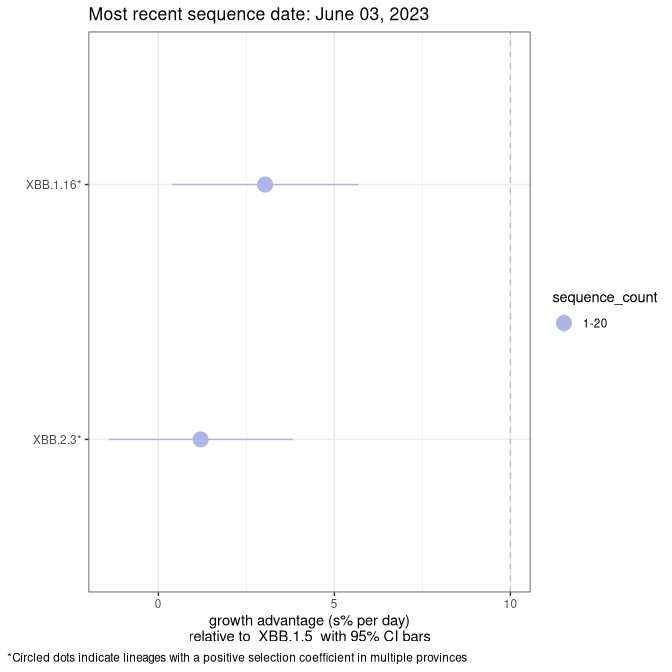 Most recent sequence date: June 03, 2023
XBB.1.16*
XBB.2.3*
sequence_count
1-20
0 5 10
growth advantage (s% per day)
relative to XBB.1.5 with 95% CI bars
*Circled dots indicate lineages with a positive selection coefficient in multiple provinces